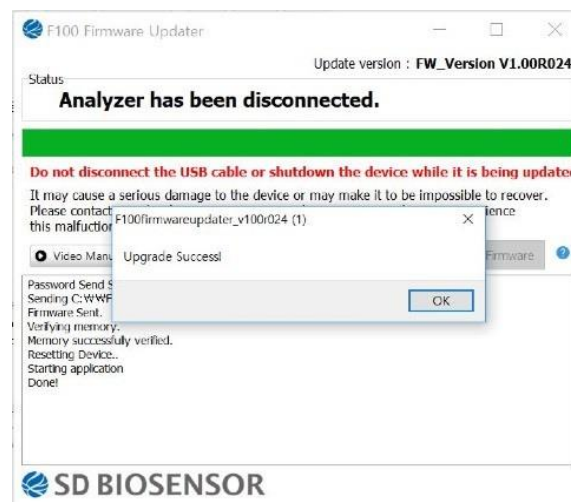 F100 Firmware Updater
Update version : FW_Version V1.00R024
Status
Analyzer has been disconnected.
Do not disconnect the USB cable or shutdown the device while it is being update
It may cause a serious damage to the device or may make it to be impossible to recover.
Please contact
ience
this malfuction
F100firmwareupdater_v100r024 (1)
Upgrade Success!
OK
Video Manu
Firmware
Password Send S
Sending C:₩₩F
Firmware Sent.
Verifying memory.
Memory successfully verified.
Resetting Device..
Starting application
Done!
SD BIOSENSOR